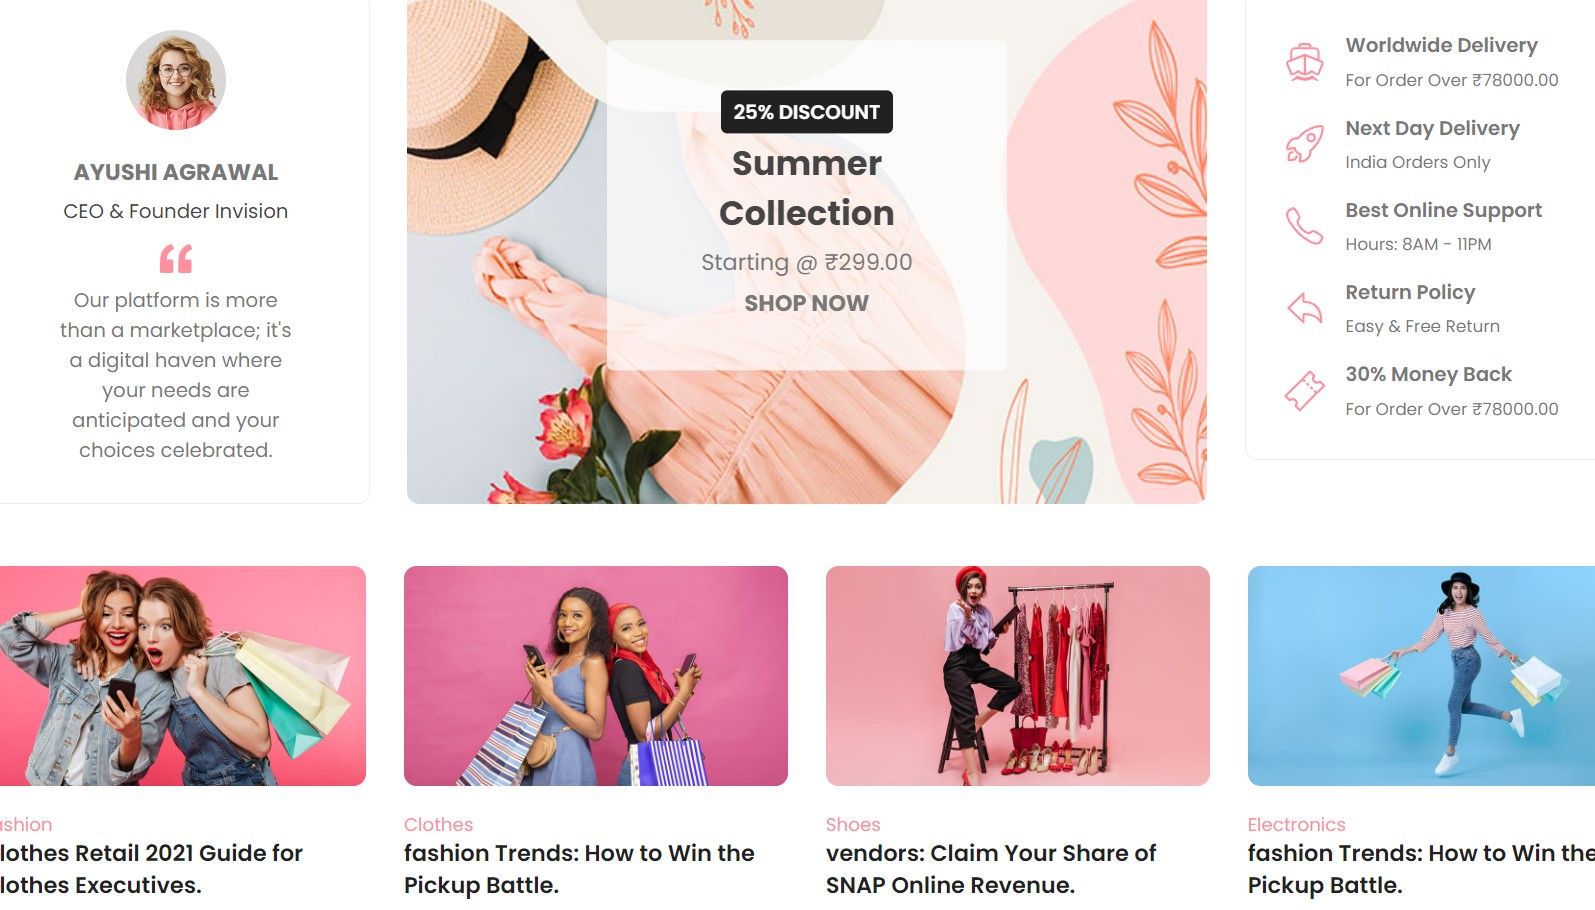 AYUSHI AGRAWAL
CEO & Founder Invision
Our platform is more
than a marketplace; it's
a digital haven where
your needs are
anticipated and your
choices celebrated.
25% DISCOUNT
Summer
Collection
Starting @ ₹299.00
SHOP NOW
Worldwide Delivery
For Order Over ₹78000.00
Next Day Delivery
India Orders Only
Best Online Support
Hours: 8AM - 11PM
Return Policy
Easy & Free Return
30% Money Back
For Order Over ₹78000.00
ashion
lothes Retail 2021 Guide for
lothes Executives.
Clothes
fashion Trends: How to Win the
Pickup Battle.
Shoes
vendors: Claim Your Share of
SNAP Online Revenue.
Electronics
fashion Trends: How to Win the
Pickup Battle.